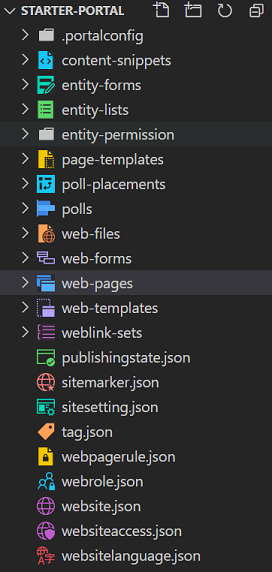 STARTER-PORTAL
.portalconfig
content-snippets
entity-forms
entity-lists
entity-permission
page-templates
poll-placements
polls
web-files
web-forms
web-pages
web-templates
weblink-sets
publishingstate.json
sitemarker.json
sitesetting.json
tag.json
webpagerule.json
webrole.json
website.json
websiteaccess.json
websitelanguage.json